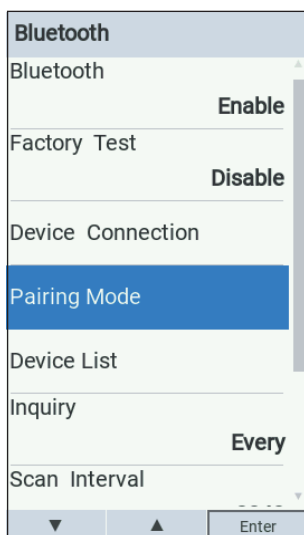 Bluetooth
Bluetooth
Enable
Factory Test
Disable
Device Connection
Pairing Mode
Device List
Inquiry
Every
Scan Interval
▼ ▲ Enter